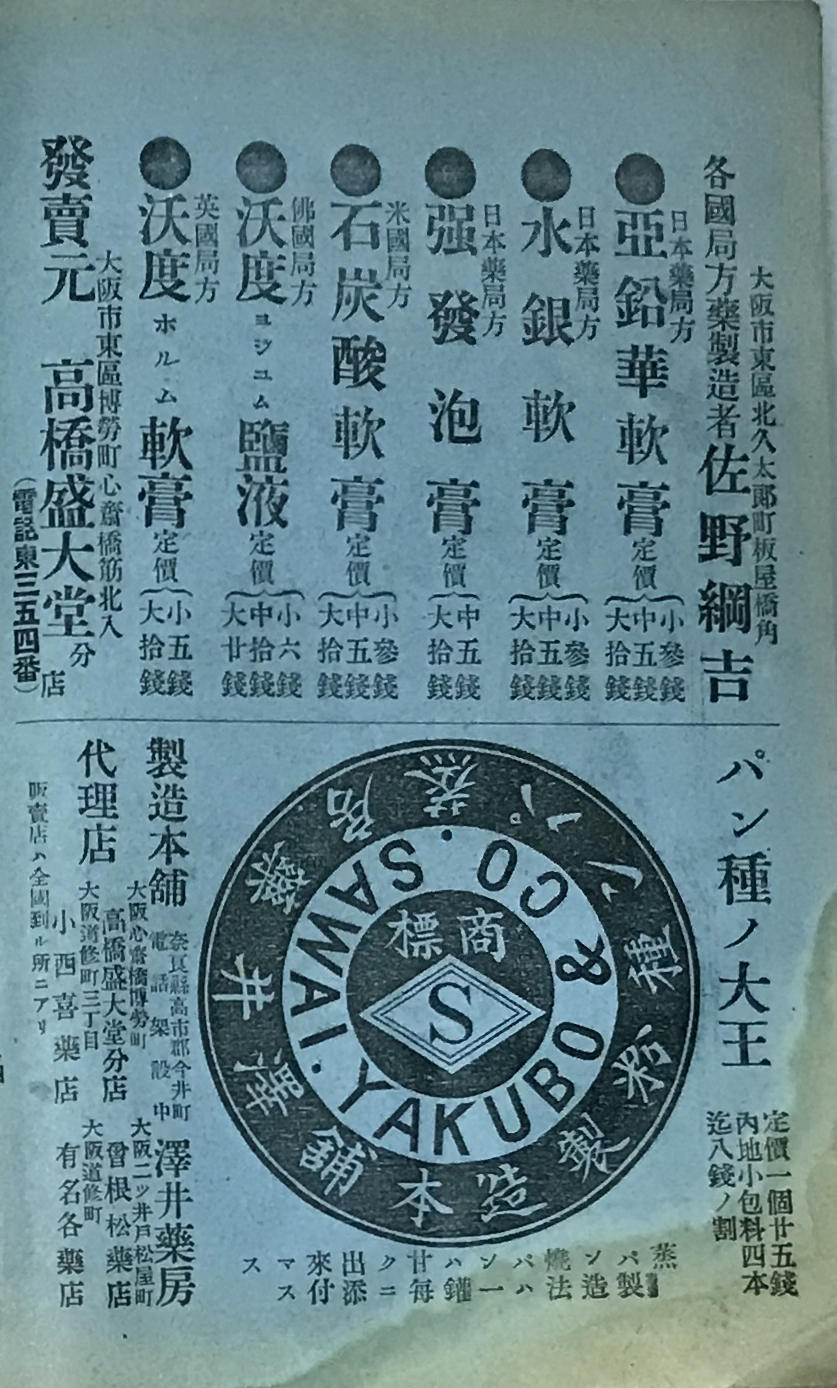 大阪市東區北久太郎町板屋橋角
各國局方藥製造者佐野綱吉
日本藥局方
亞鉛華軟膏 定價 小參錢 中五錢 大拾錢
日本藥局方
水銀軟膏 定價 小參錢 中五錢 大拾錢
日本藥局方
强發泡膏 定價 中五錢 大拾錢
米國局方
石炭酸軟膏 定價 小參錢 中五錢 大拾錢
佛國局方
沃度ヨジユム鹽液 定價 小六錢 中拾錢 大廿錢
英國局方
沃度ホルム軟膏 定價 小五錢 大拾錢
大阪市東區博勞町心齋橋筋北入
發賣元 高橋盛大堂分店
(電話東三五四番)
パン種ノ大王
定價一個廿五錢
內地小包料四本
迄八錢ノ割
パン種粉製造本舖澤井藥房 蒸
SAWAI. YAKUBO & CO.
商標
S
蒸パン燒パン
製造法ハ一
罐每ニ添付
甘クニ出來マス
製造本舖
奈良縣高市郡今井町
電話架設中
澤井藥房
代理店
大阪心齋橋博勞町
高橋盛大堂分店
大阪二ツ井戶松屋町
曾根松藥店
大阪道修町三丁目
小西喜藥店
大阪道修町
有名各藥店
販賣店ハ全國到ル所ニアリ